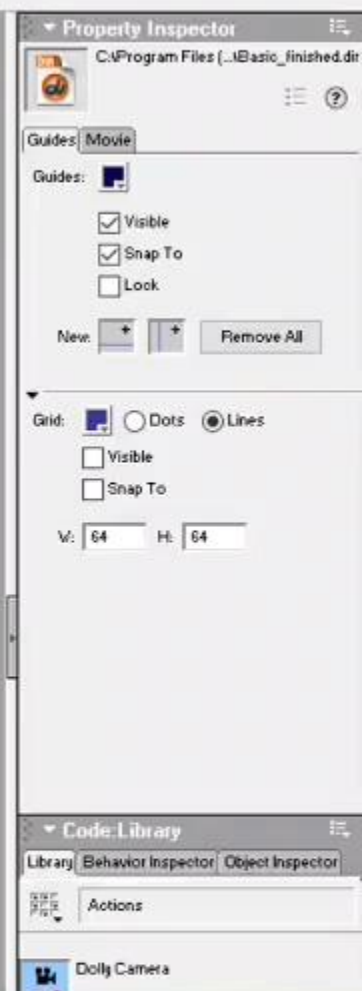 Property Inspector
C:\Program Files (...\Basic_finished.dir
Guides Movie
Guides:
Visible
Snap To
Lock
New: Remove All
Grid: Dots Lines
Visible
Snap To
W: 64 H: 64
Code:Library
Library Behavior Inspector Object Inspector
Actions
Dolly Camera